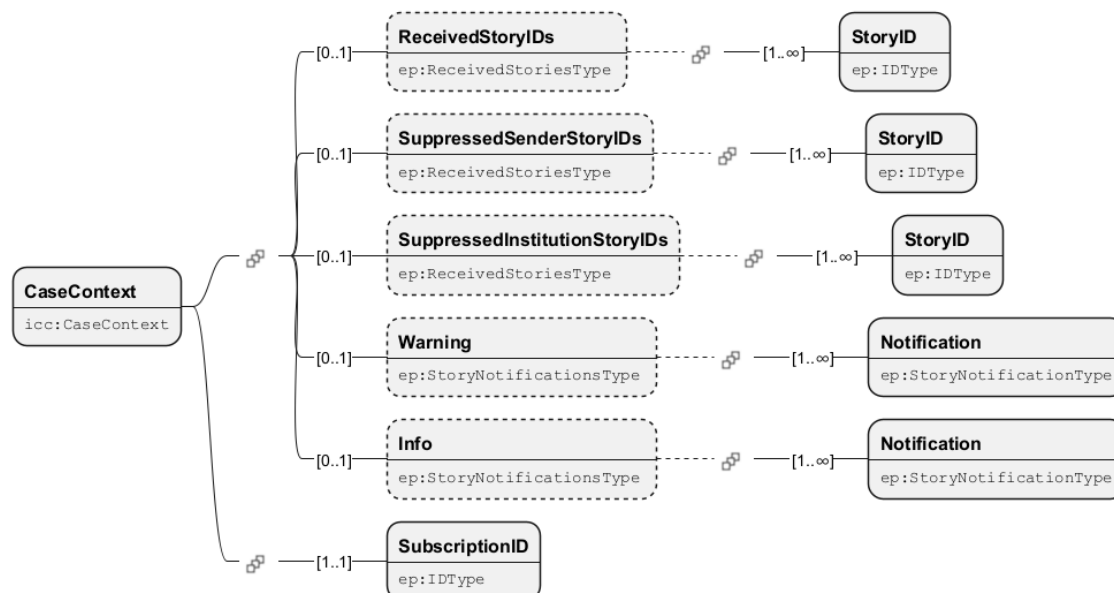 ReceivedStoryIDs
[0..1]
ep:ReceivedStoriesType
[1..∞]
StoryID
ep:IDType
SuppressedSenderStoryIDs
[0..1]
ep:ReceivedStoriesType
[1..∞]
StoryID
ep:IDType
SuppressedInstitutionStoryIDs
[0..1]
ep:ReceivedStoriesType
[1..∞]
StoryID
ep:IDType
CaseContext
icc:CaseContext
Warning
[0..1]
ep:StoryNotificationsType
[1..∞]
Notification
ep:StoryNotificationType
Info
[0..1]
ep:StoryNotificationsType
[1..∞]
Notification
ep:StoryNotificationType
SubscriptionID
[1..1]
ep:IDType